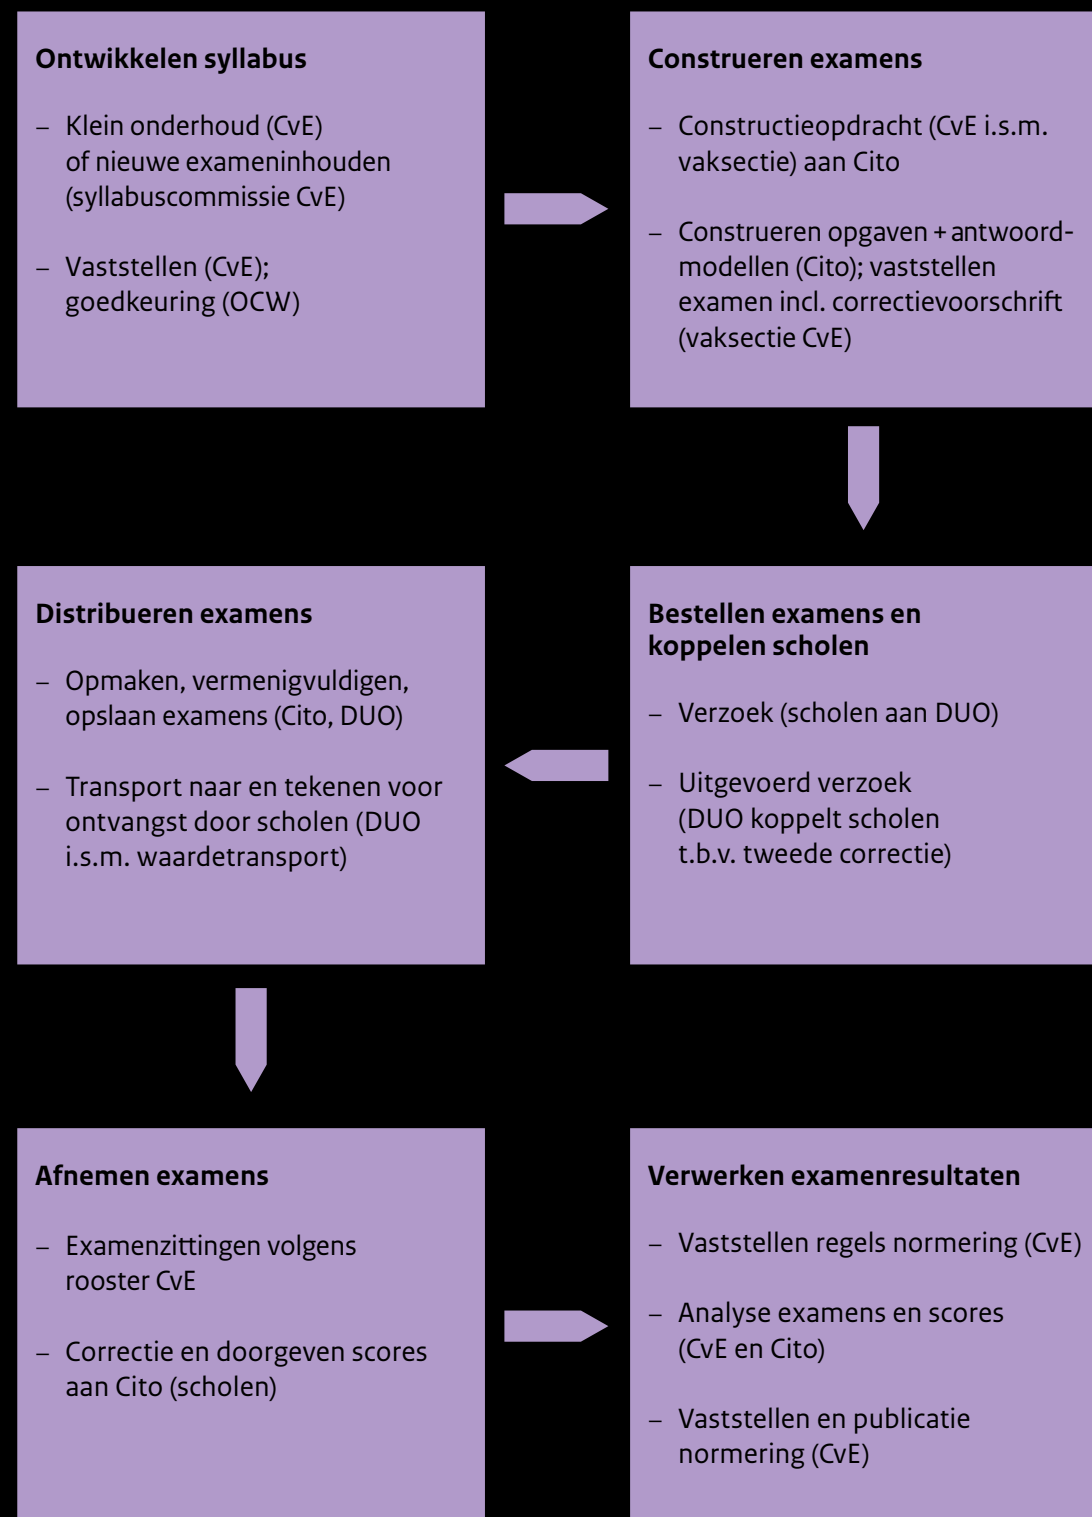 Ontwikkelen syllabus
– Klein onderhoud (CvE)
of nieuwe exameninhouden
(syllabuscommissie CvE)
– Vaststellen (CvE);
goedkeuring (OCW)
Construeren examens
– Constructieopdracht (CvE i.s.m.
vaksectie) aan Cito
– Construeren opgaven + antwoord-
modellen (Cito); vaststellen
examen incl. correctievoorschrift
(vaksectie CvE)
Bestellen examens en
koppelen scholen
– Verzoek (scholen aan DUO)
– Uitgevoerd verzoek
(DUO koppelt scholen
t.b.v. tweede correctie)
Distribueren examens
– Opmaken, vermenigvuldigen,
opslaan examens (Cito, DUO)
– Transport naar en tekenen voor
ontvangst door scholen (DUO
i.s.m. waardetransport)
Afnemen examens
– Examenzittingen volgens
rooster CvE
– Correctie en doorgeven scores
aan Cito (scholen)
Verwerken examenresultaten
– Vaststellen regels normering (CvE)
– Analyse examens en scores
(CvE en Cito)
– Vaststellen en publicatie
normering (CvE)